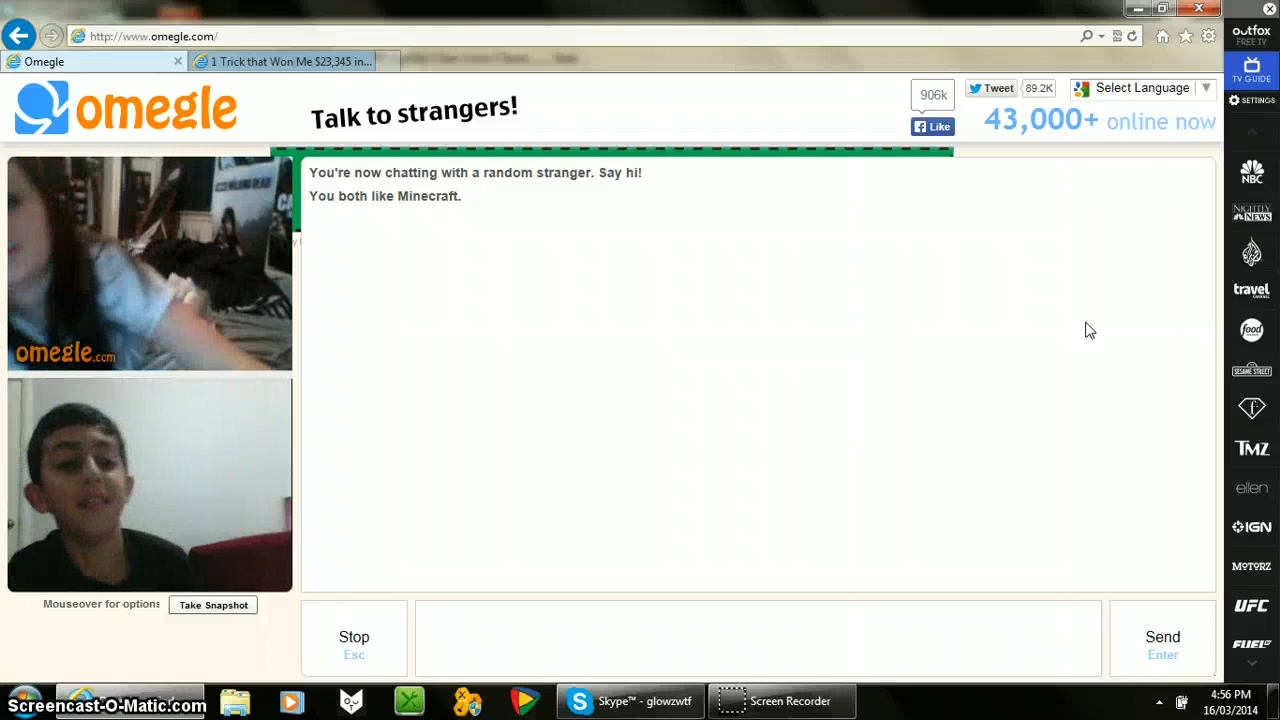 http://www.omegle.com/
Omegle
1 Trick that Won Me $23,345 in...
outfox
FREE TV
TV GUIDE
SETTINGS
omegle
Talk to strangers!
906k
Like
Tweet
89.2K
Select Language
43,000+ online now
You're now chatting with a random stranger. Say hi!
You both like Minecraft.
omegle.com
Mouseover for options
Take Snapshot
Stop
Esc
Send
Enter
NBC
NIGHTLY NEWS
travel
CHANNEL
food
SESAME STREET
TMZ
ellen
IGN
MOTORZ
UFC
FUEL
Skype™ - glowzwtf
Screen Recorder
4:56 PM
16/03/2014
Screencast-O-Matic.com